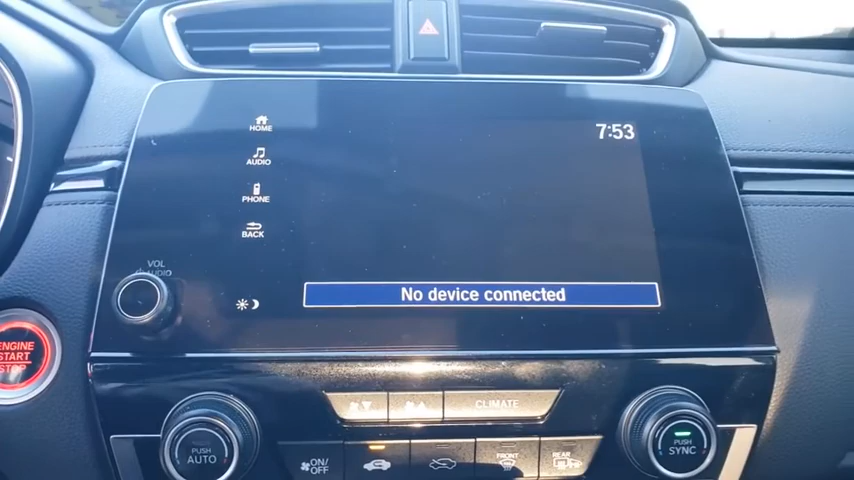 HOME
7:53
AUDIO
PHONE
BACK
VOL
AUDIO
No device connected
ENGINE
START
STOP
CLIMATE
PUSH
AUTO
ON/
OFF
FRONT
REAR
PUSH
SYNC